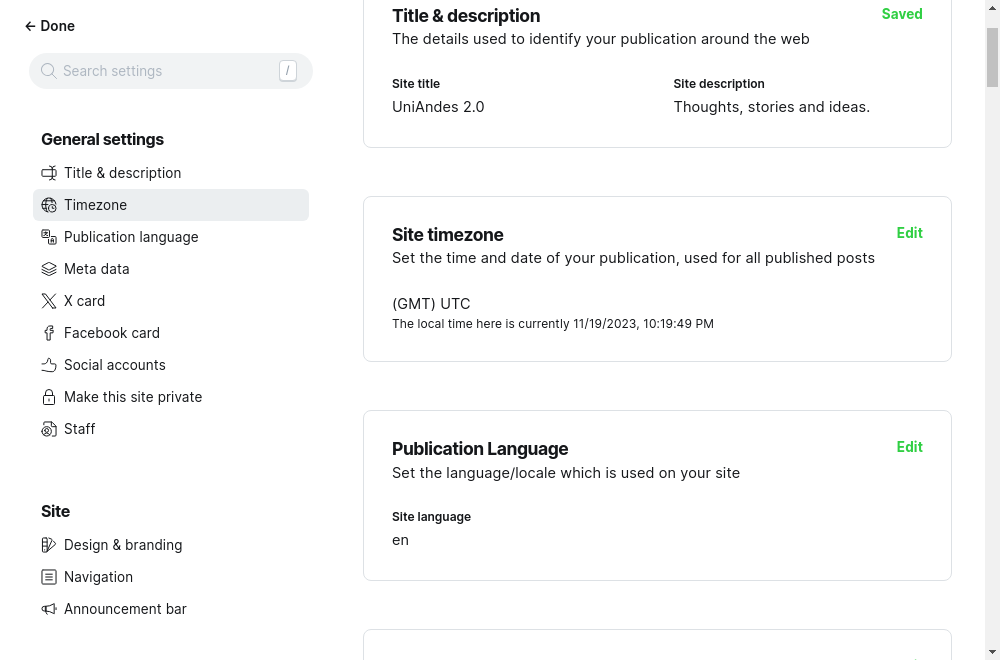 Done
Search settings
/
General settings
Title & description
Timezone
Publication language
Meta data
X card
Facebook card
Social accounts
Make this site private
Staff
Site
Design & branding
Navigation
Announcement bar
Title & description
Saved
The details used to identify your publication around the web
Site title
UniAndes 2.0
Site description
Thoughts, stories and ideas.
Site timezone
Edit
Set the time and date of your publication, used for all published posts
(GMT) UTC
The local time here is currently 11/19/2023, 10:19:49 PM
Publication Language
Edit
Set the language/locale which is used on your site
Site language
en